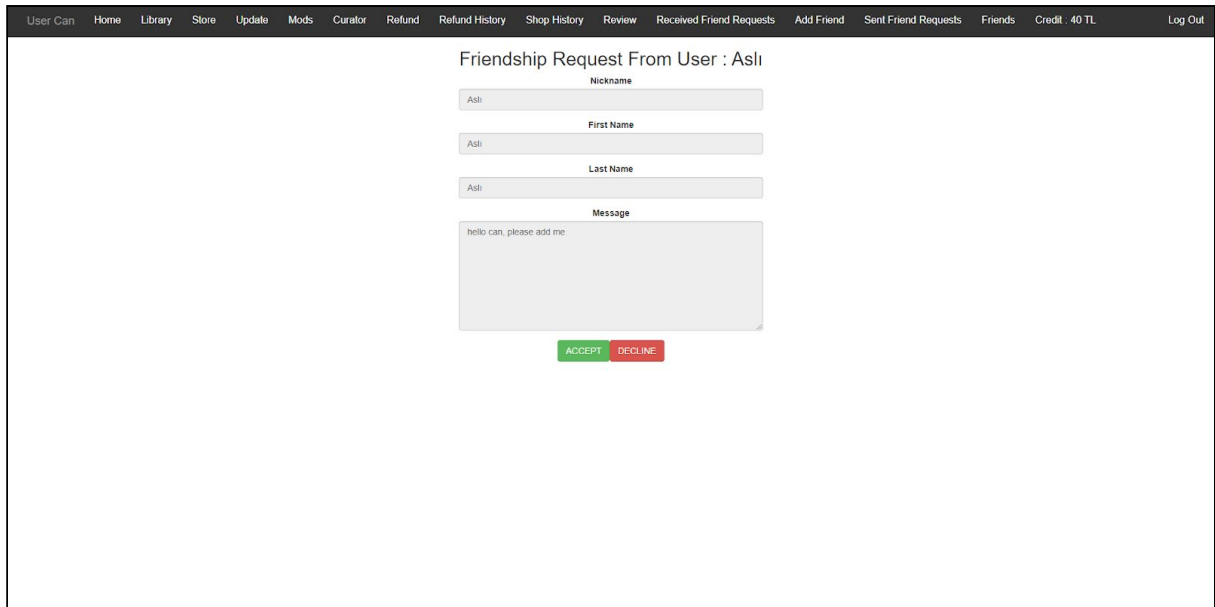 User Can Home Library Store Update Mods Curator Refund Refund History Shop History Review Received Friend Requests Add Friend Sent Friend Requests Friends Credit : 40 TL Log Out
Friendship Request From User : Aslı
Nickname
Aslı
First Name
Aslı
Last Name
Aslı
Message
hello can, please add me
ACCEPT DECLINE